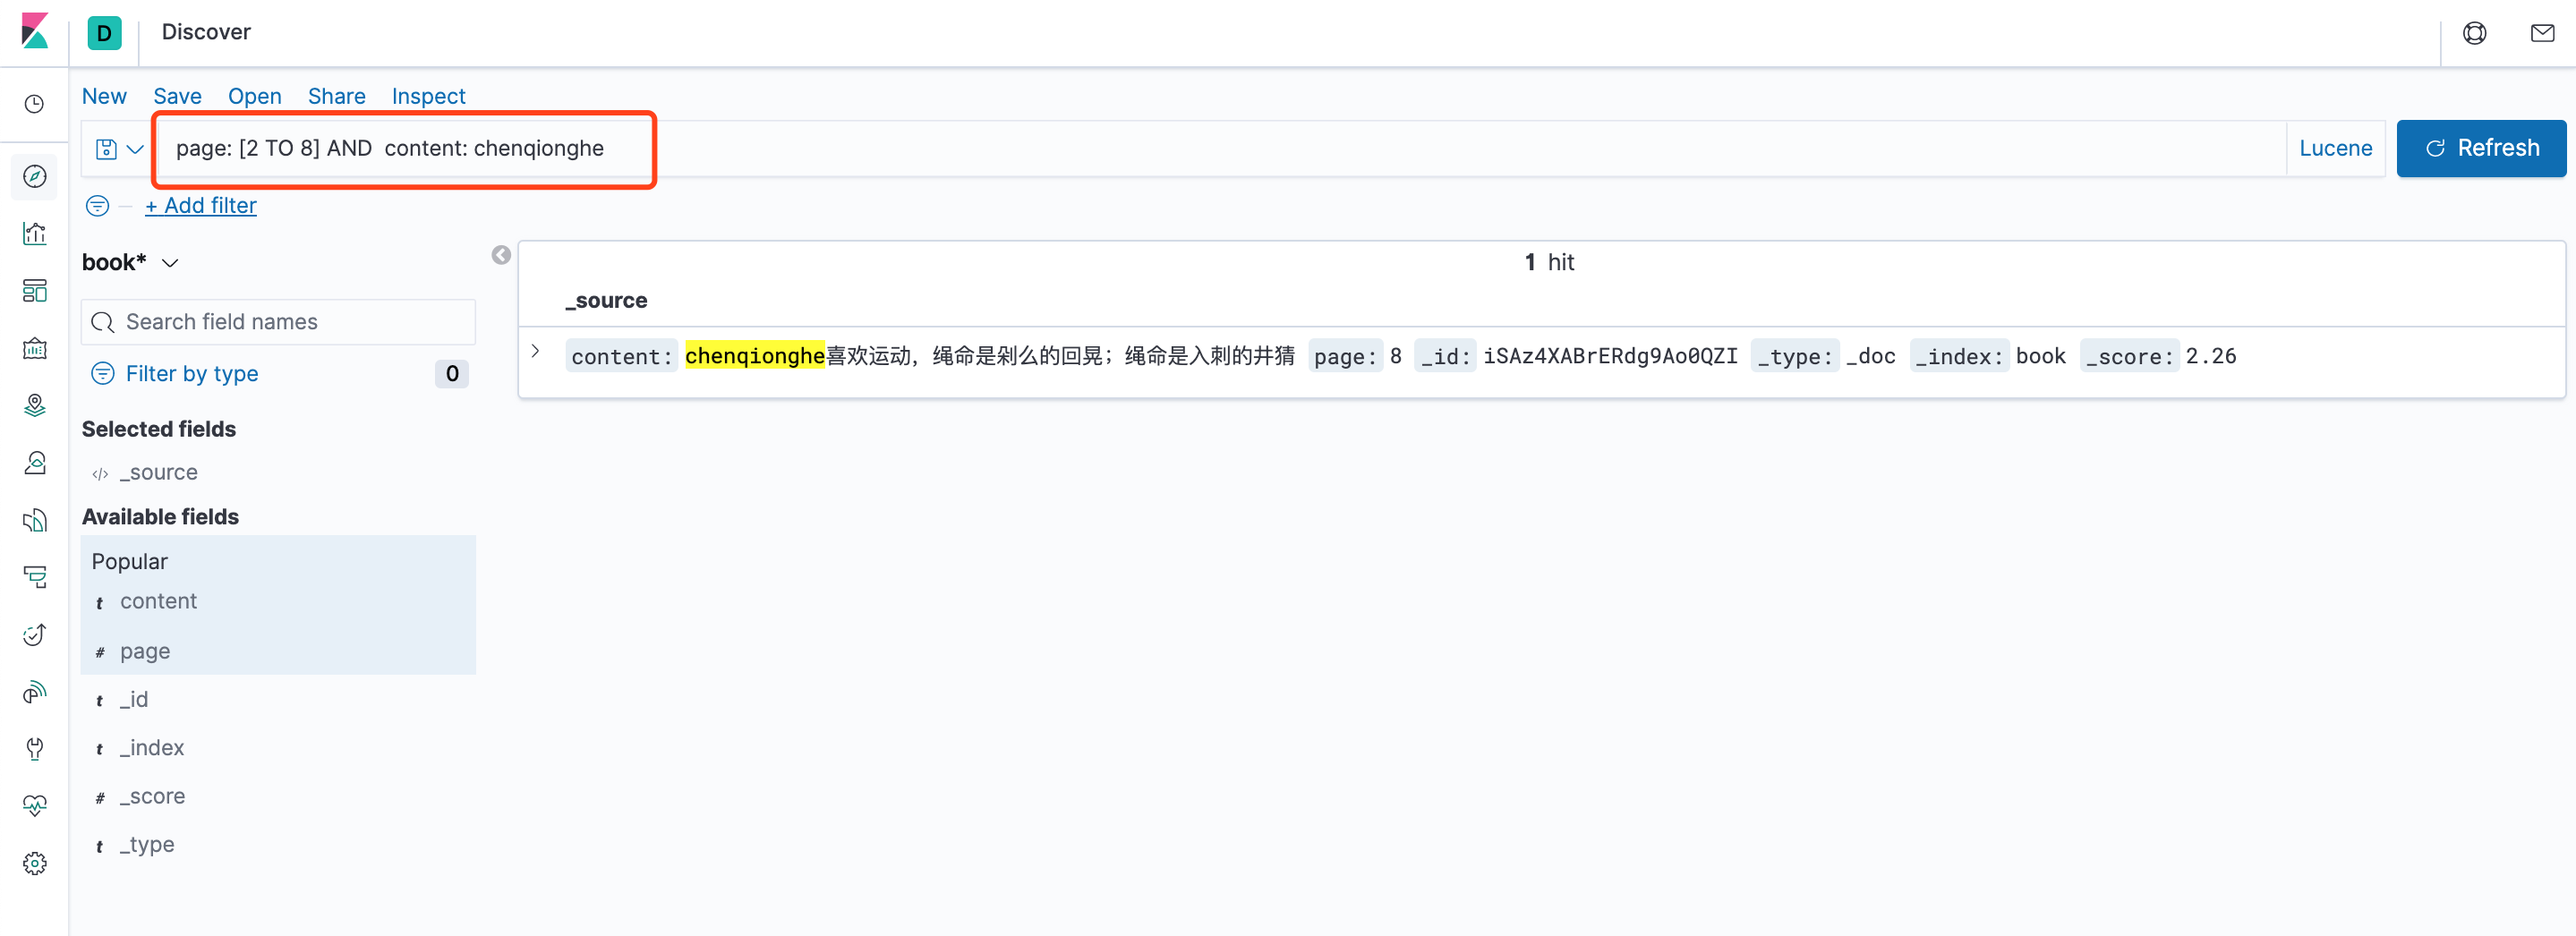 D Discover
New Save Open Share Inspect
page: [2 TO 8] AND  content: chenqionghe Lucene Refresh
+ Add filter
book*
1 hit
_source
Search field names
content: chenqionghe喜欢运动，绳命是剁么的回晃；绳命是入刺的井猜 page: 8 _id: iSAz4XABrERdg9Ao0QZI _type: _doc _index: book _score: 2.26
Filter by type 0
Selected fields
</> _source
Available fields
Popular
t content
# page
t _id
t _index
# _score
t _type